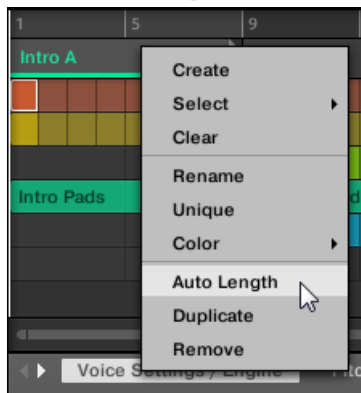 1 5 9
Intro A
Create
Select
Clear
Rename
Intro Pads
Unique
Color
Auto Length
Duplicate
Remove
Voice Settings / Engine